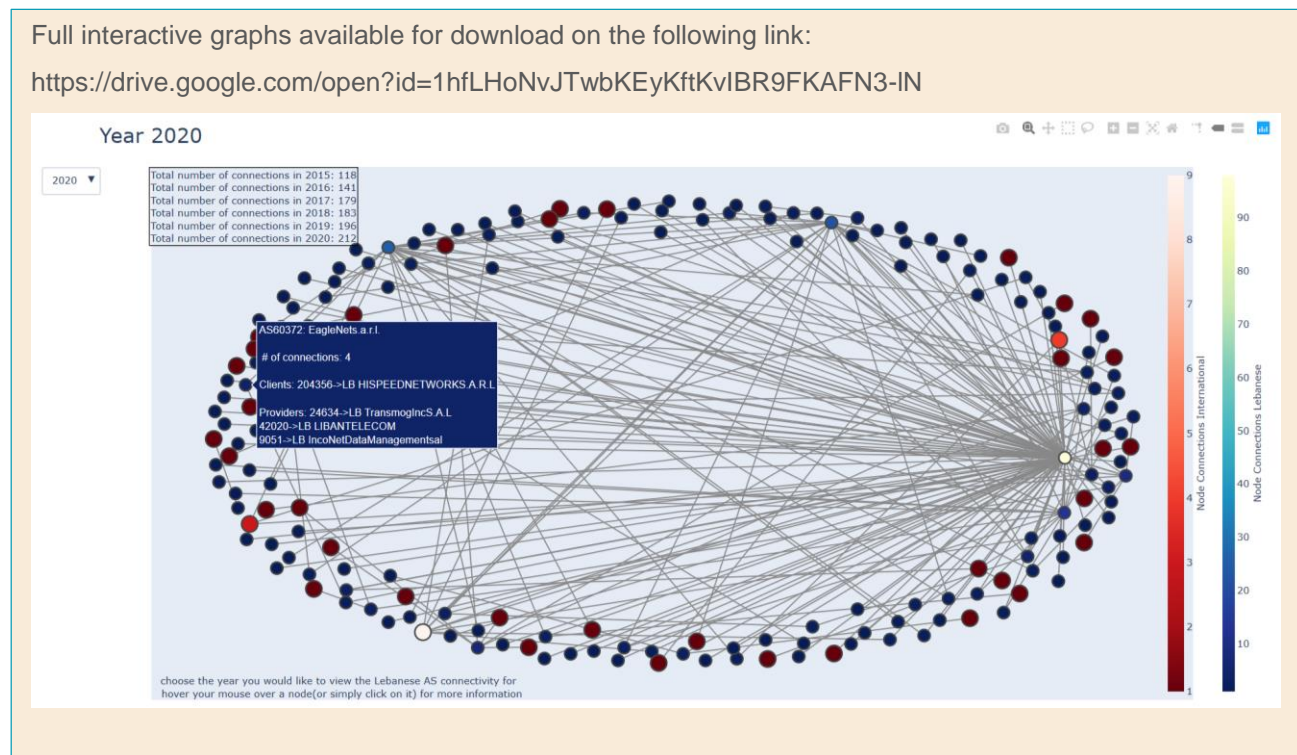 Full interactive graphs available for download on the following link:
https://drive.google.com/open?id=1hfLHoNvJTwbKEyKftKvIBR9FKAFN3-lN
Year 2020
2020
Total number of connections in 2015: 118
Total number of connections in 2016: 141
Total number of connections in 2017: 179
Total number of connections in 2018: 183
Total number of connections in 2019: 196
Total number of connections in 2020: 212
AS60372: EagleNets.a.r.l.
# of connections: 4
Clients: 204356->LB HISPEEDNETWORKS.A.R.L
Providers: 24634->LB TransmogIncS.A.L
42020->LB LIBANTELECOM
9051->LB IncoNetDataManagementsal
choose the year you would like to view the Lebanese AS connectivity for
hover your mouse over a node(or simply click on it) for more information
9
8
7
6
5
4
3
2
1
Node Connections International
90
80
70
60
50
40
30
20
10
Node Connections Lebanese